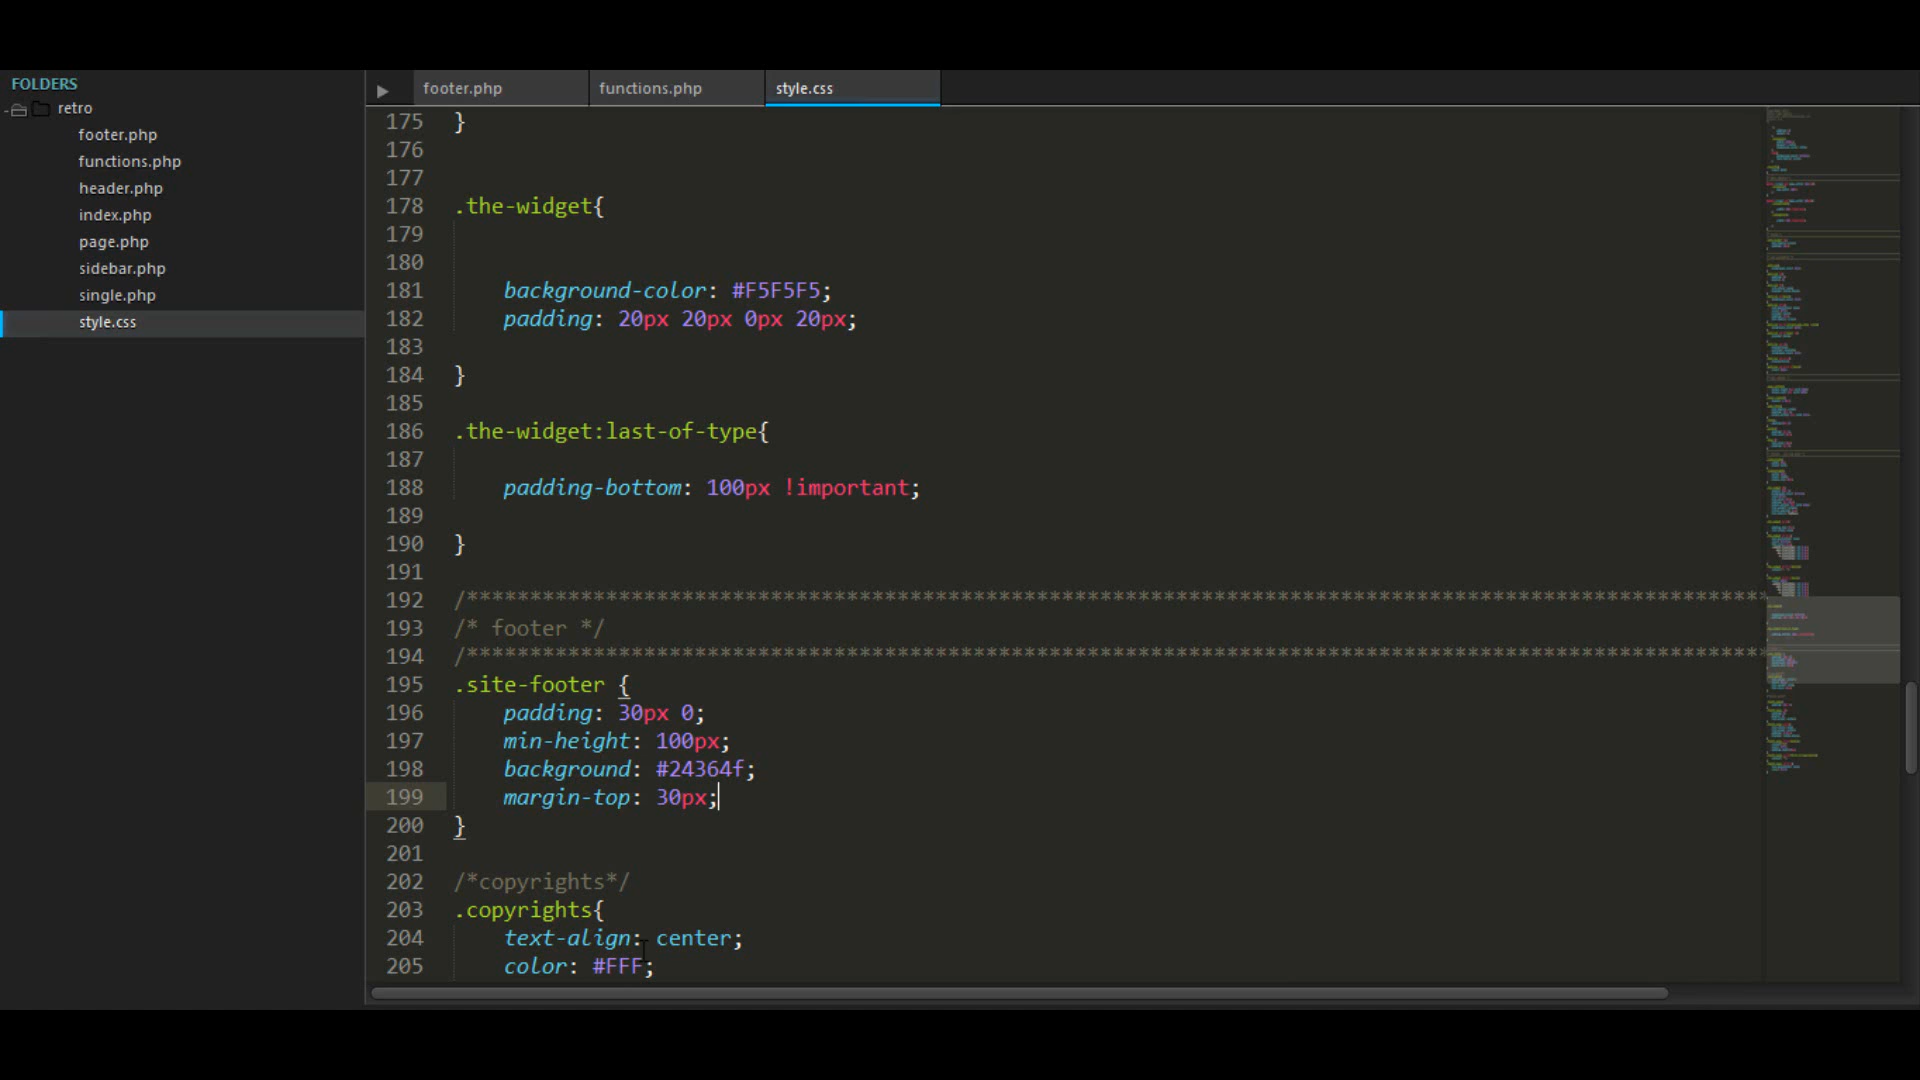 FOLDERS
retro
footer.php
functions.php
header.php
index.php
page.php
sidebar.php
single.php
style.css
footer.php functions.php style.css
175 }
176
177
178 .the-widget{
179
180
181 background-color: #F5F5F5;
182 padding: 20px 20px 0px 20px;
183
184 }
185
186 .the-widget:last-of-type{
187
188 padding-bottom: 100px !important;
189
190 }
191
192 /*******************************************************************************************************
193 /* footer */
194 /*******************************************************************************************************
195 .site-footer {
196 padding: 30px 0;
197 min-height: 100px;
198 background: #24364f;
199 margin-top: 30px;
200 }
201
202 /*copyrights*/
203 .copyrights{
204 text-align: center;
205 color: #FFF;